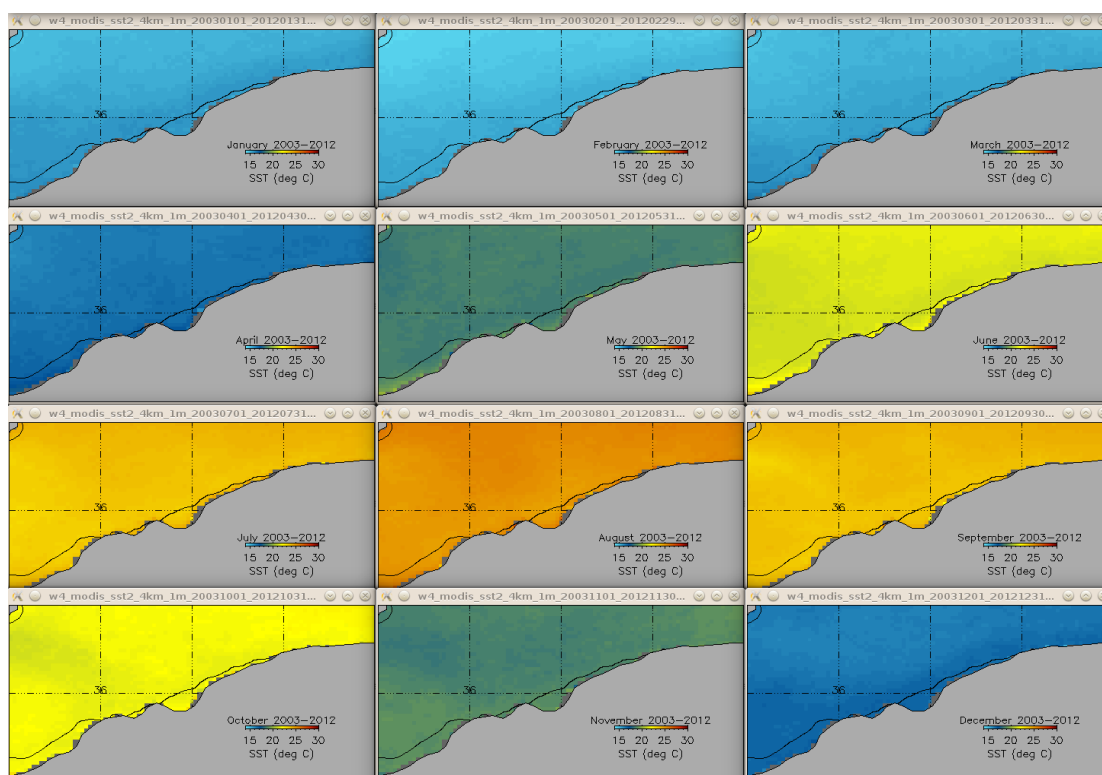 w4_modis_sst2_4km_1m_20030101_20120131...
w4_modis_sst2_4km_1m_20030201_20120229...
w4_modis_sst2_4km_1m_20030301_20120331...
36
January 2003-2012
15 20 25 30
SST (deg C)
36
February 2003-2012
15 20 25 30
SST (deg C)
36
March 2003-2012
15 20 25 30
SST (deg C)
w4_modis_sst2_4km_1m_20030401_20120430...
w4_modis_sst2_4km_1m_20030501_20120531...
w4_modis_sst2_4km_1m_20030601_20120630...
36
April 2003-2012
15 20 25 30
SST (deg C)
36
May 2003-2012
15 20 25 30
SST (deg C)
36
June 2003-2012
15 20 25 30
SST (deg C)
w4_modis_sst2_4km_1m_20030701_20120731...
w4_modis_sst2_4km_1m_20030801_20120831...
w4_modis_sst2_4km_1m_20030901_20120930...
36
July 2003-2012
15 20 25 30
SST (deg C)
36
August 2003-2012
15 20 25 30
SST (deg C)
36
September 2003-2012
15 20 25 30
SST (deg C)
w4_modis_sst2_4km_1m_20031001_20121031...
w4_modis_sst2_4km_1m_20031101_20121130...
w4_modis_sst2_4km_1m_20031201_20121231...
36
October 2003-2012
15 20 25 30
SST (deg C)
36
November 2003-2012
15 20 25 30
SST (deg C)
36
December 2003-2012
15 20 25 30
SST (deg C)